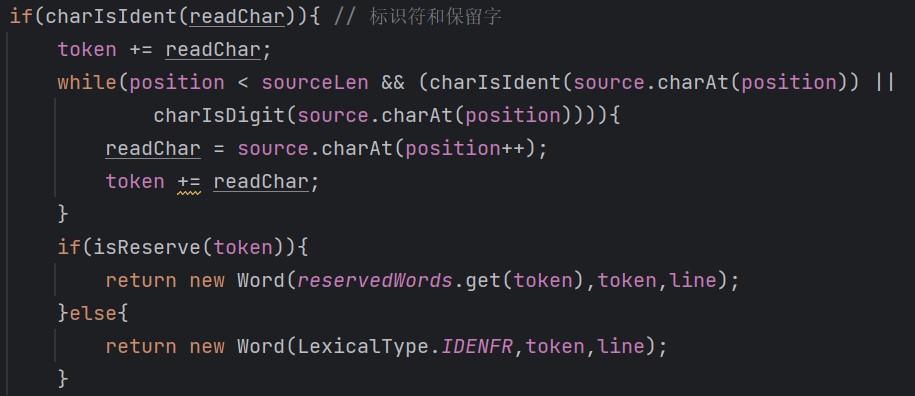 if(charIsIdent(readChar)){ // 标识符和保留字
    token += readChar;
    while(position < sourceLen && (charIsIdent(source.charAt(position)) ||
            charIsDigit(source.charAt(position)))){
        readChar = source.charAt(position++);
        token += readChar;
    }
    if(isReserve(token)){
        return new Word(reservedWords.get(token),token,line);
    }else{
        return new Word(LexicalType.IDENFR,token,line);
    }